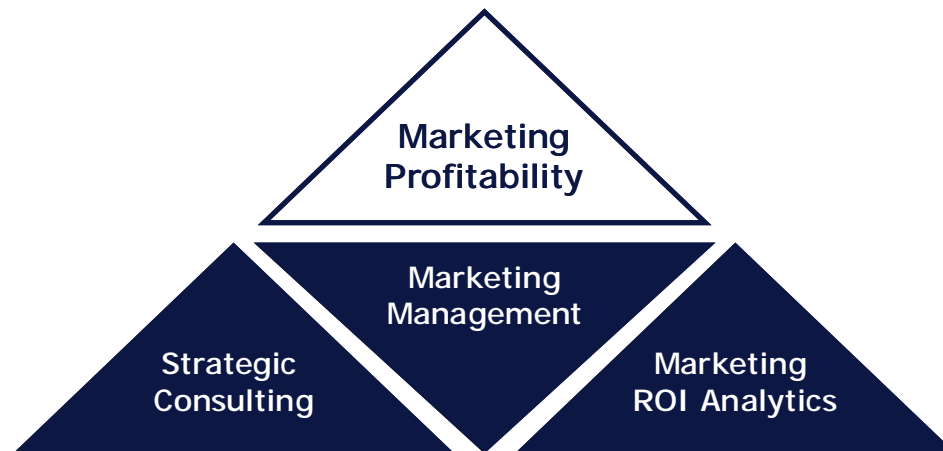 Marketing
Profitability
Marketing
Management
Strategic
Consulting
Marketing
ROI Analytics